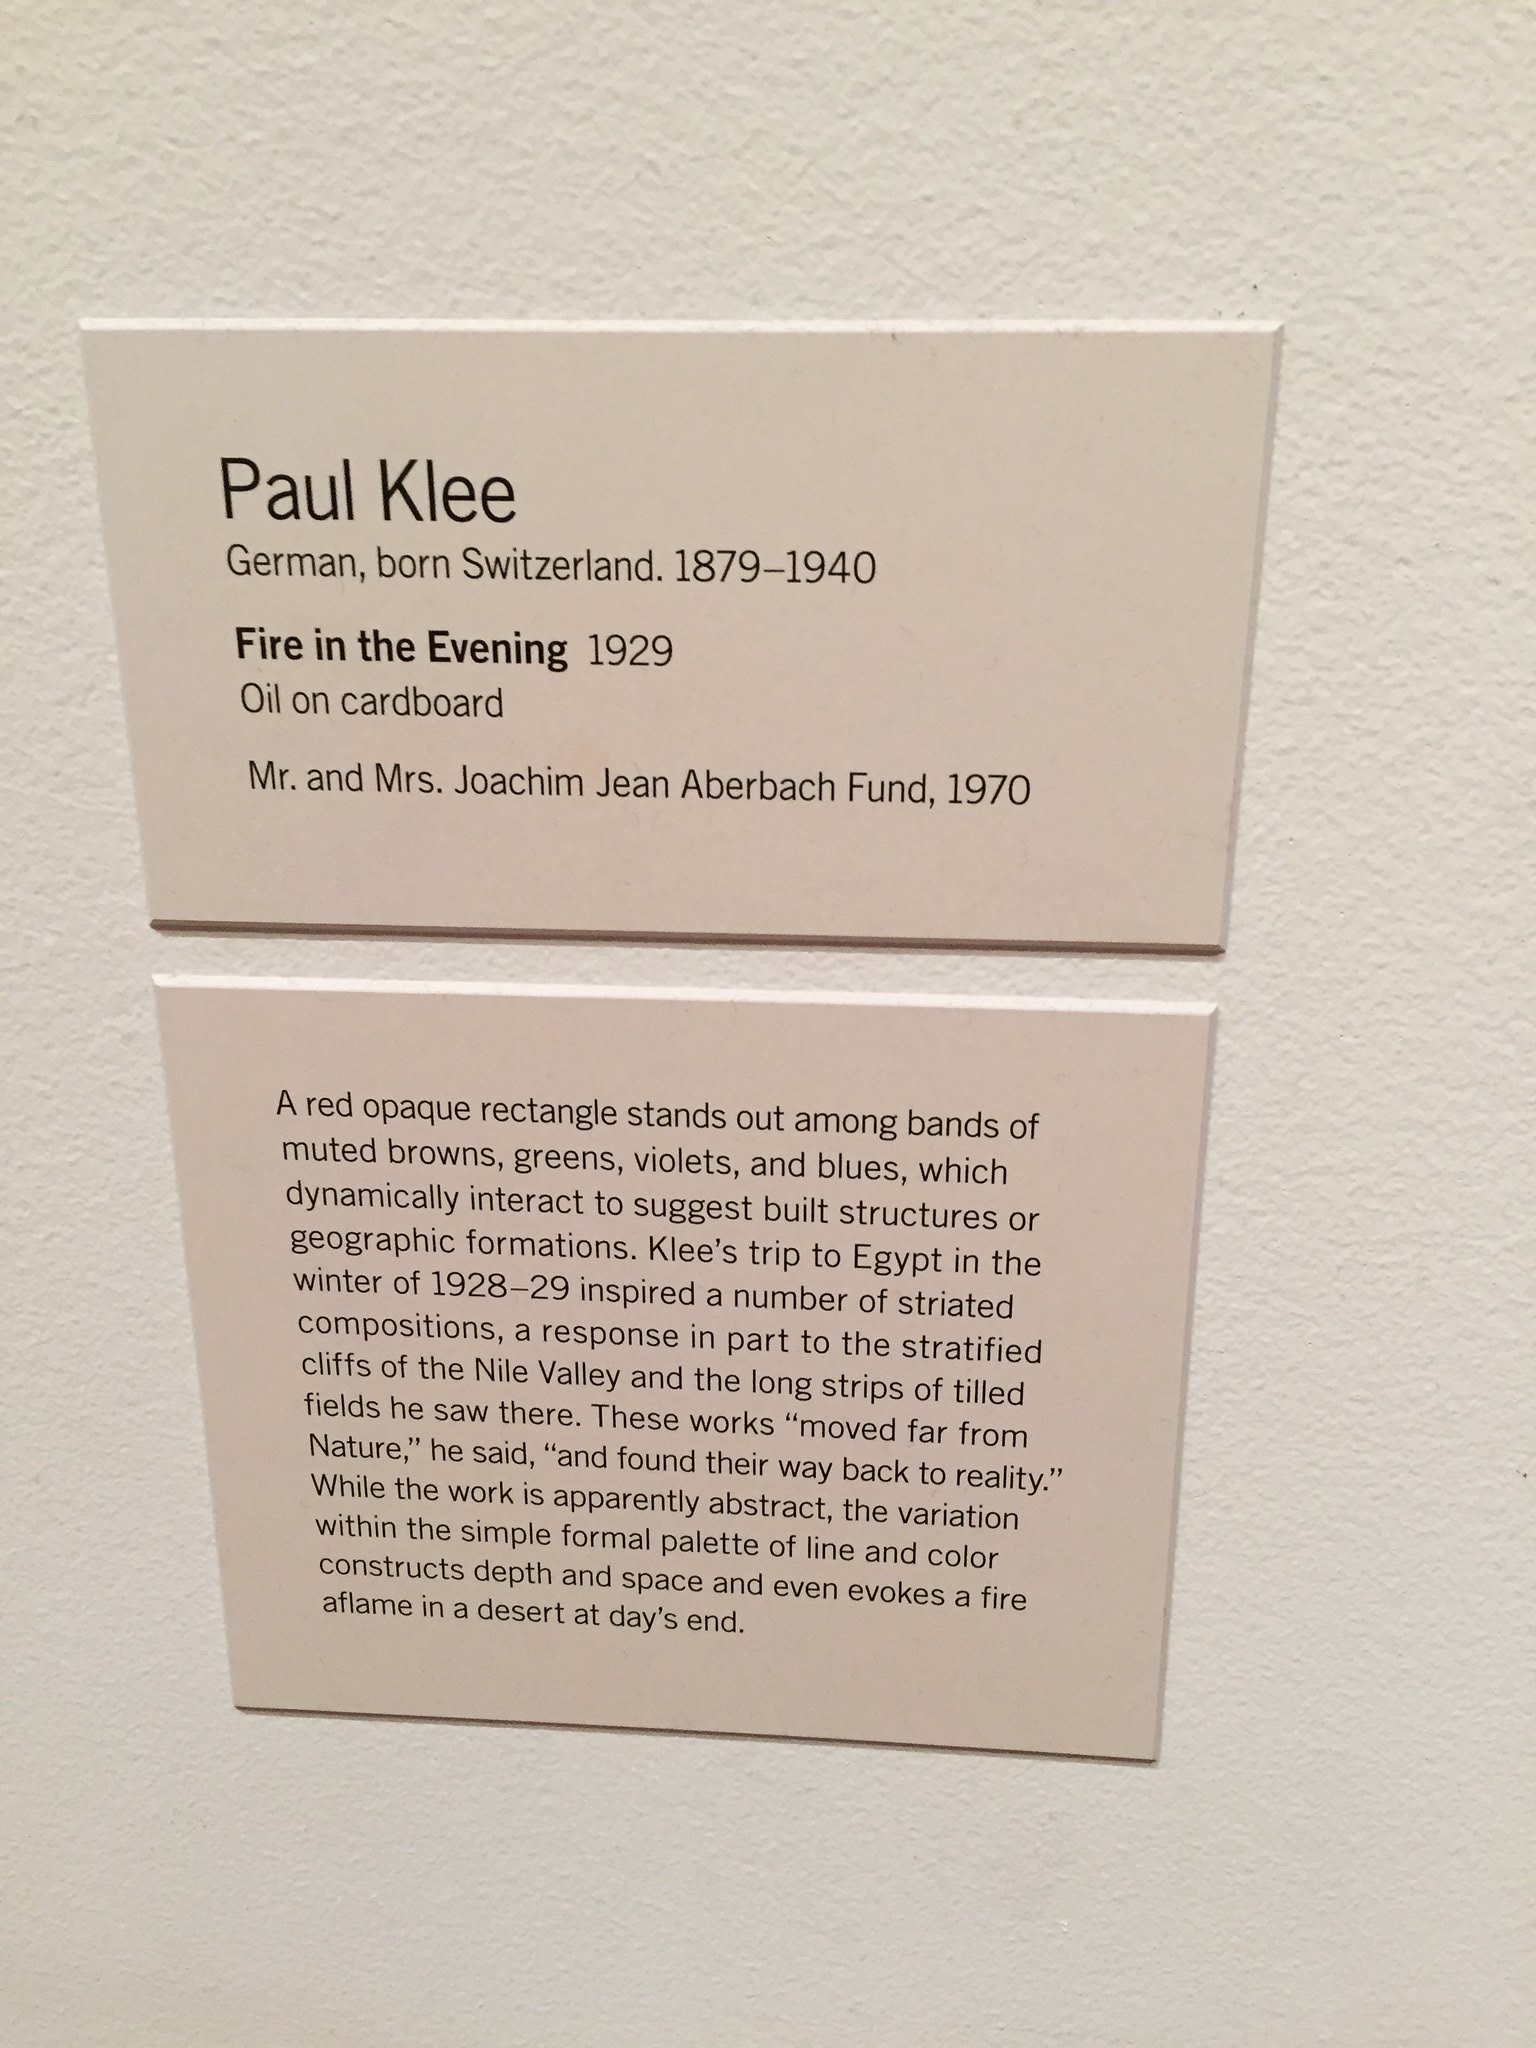 Paul Klee
German, born Switzerland. 1879–1940
Fire in the Evening 1929
Oil on cardboard
Mr. and Mrs. Joachim Jean Aberbach Fund, 1970
A red opaque rectangle stands out among bands of
muted browns, greens, violets, and blues, which
dynamically interact to suggest built structures or
geographic formations. Klee’s trip to Egypt in the
winter of 1928–29 inspired a number of striated
compositions, a response in part to the stratified
cliffs of the Nile Valley and the long strips of tilled
fields he saw there. These works “moved far from
Nature,” he said, “and found their way back to reality.”
While the work is apparently abstract, the variation
within the simple formal palette of line and color
constructs depth and space and even evokes a fire
aflame in a desert at day’s end.